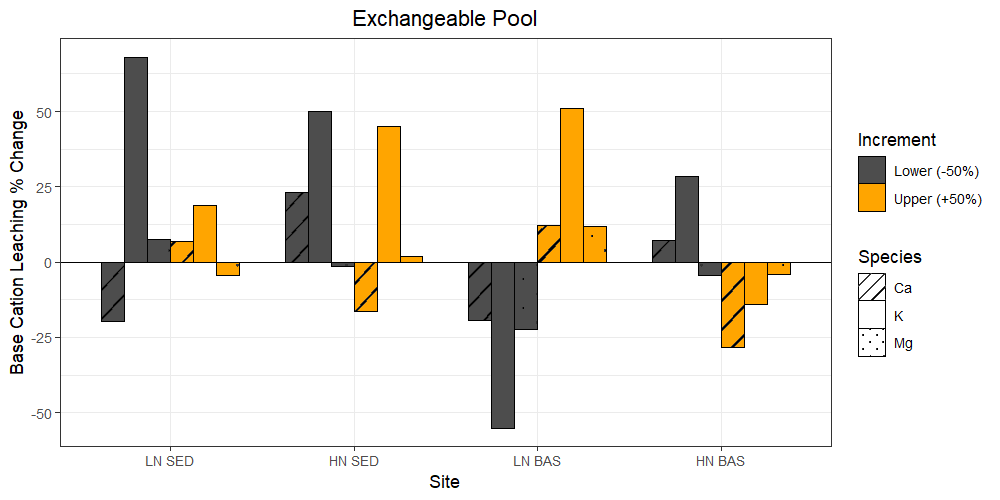 Exchangeable Pool
Base Cation Leaching % Change
50
25
0
-25
-50
LN SED
HN SED
LN BAS
HN BAS
Site
Increment
Lower (-50%)
Upper (+50%)
Species
Ca
K
Mg